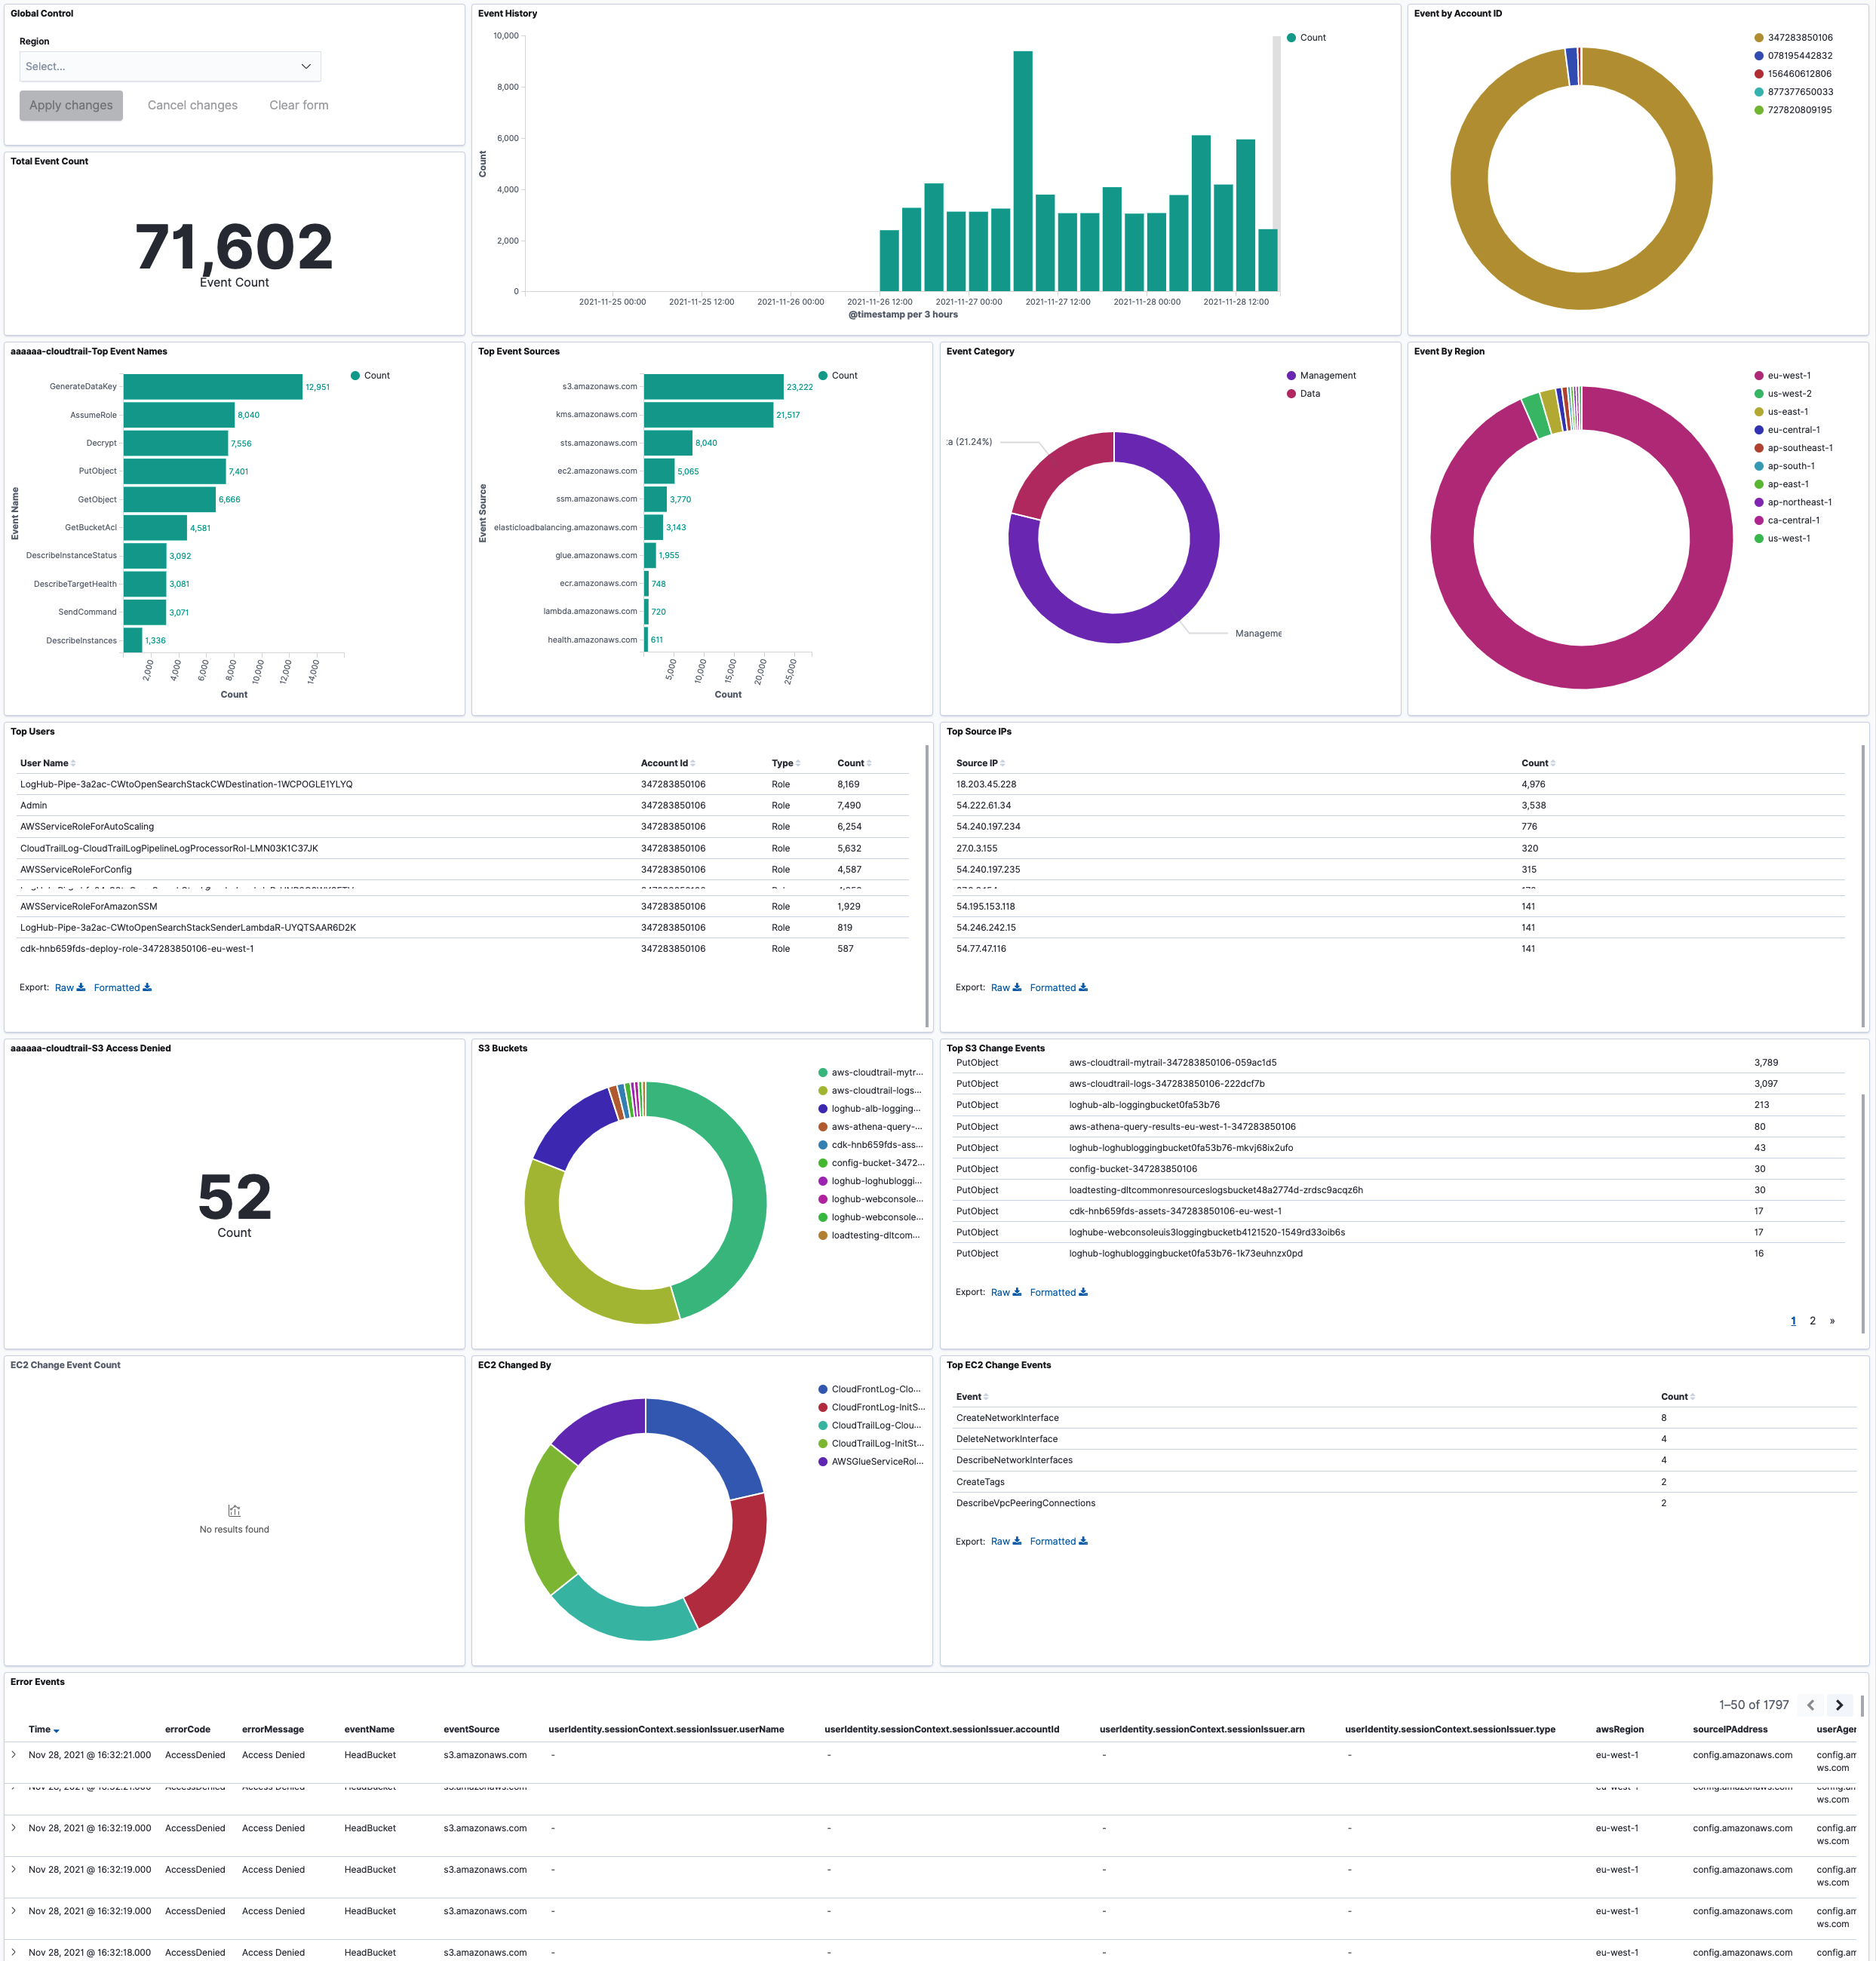 Global Control
Region
Select...
Apply changes Cancel changes Clear form
Total Event Count
71,602
Event Count
Event History
10,000
8,000
6,000
4,000
2,000
0
Count
2021-11-25 00:00 2021-11-25 12:00 2021-11-26 00:00 2021-11-26 12:00 2021-11-27 00:00 2021-11-27 12:00 2021-11-28 00:00 2021-11-28 12:00
@timestamp per 3 hours
Count
Event by Account ID
347283850106
078195442832
156460612806
877377650033
727820809195
aaaaaa-cloudtrail-Top Event Names
Event Name
GenerateDataKey 12,951
AssumeRole 8,040
Decrypt 7,556
PutObject 7,401
GetObject 6,666
GetBucketAcl 4,581
DescribeInstanceStatus 3,092
DescribeTargetHealth 3,081
SendCommand 3,071
DescribeInstances 1,336
2,000 4,000 6,000 8,000 10,000 12,000 14,000
Count
Count
Top Event Sources
Event Source
s3.amazonaws.com 23,222
kms.amazonaws.com 21,517
sts.amazonaws.com 8,040
ec2.amazonaws.com 5,065
ssm.amazonaws.com 3,770
elasticloadbalancing.amazonaws.com 3,143
glue.amazonaws.com 1,955
ecr.amazonaws.com 748
lambda.amazonaws.com 720
health.amazonaws.com 611
5,000 10,000 15,000 20,000 25,000
Count
Count
Event Category
Management
Data
a (21.24%)
Manageme
Event By Region
eu-west-1
us-west-2
us-east-1
eu-central-1
ap-southeast-1
ap-south-1
ap-east-1
ap-northeast-1
ca-central-1
us-west-1
Top Users
User Name Account Id Type Count
LogHub-Pipe-3a2ac-CWtoOpenSearchStackCWDestination-1WCPOGLE1YLYQ 347283850106 Role 8,169
Admin 347283850106 Role 7,490
AWSServiceRoleForAutoScaling 347283850106 Role 6,254
CloudTrailLog-CloudTrailLogPipelineLogProcessorRol-LMN03K1C37JK 347283850106 Role 5,632
AWSServiceRoleForConfig 347283850106 Role 4,587
AWSServiceRoleForAmazonSSM 347283850106 Role 1,929
LogHub-Pipe-3a2ac-CWtoOpenSearchStackSenderLambdaR-UYQTSAAR6D2K 347283850106 Role 819
cdk-hnb659fds-deploy-role-347283850106-eu-west-1 347283850106 Role 587
Export: Raw Formatted
Top Source IPs
Source IP Count
18.203.45.228 4,976
54.222.61.34 3,538
54.240.197.234 776
27.0.3.155 320
54.240.197.235 315
54.195.153.118 141
54.246.242.15 141
54.77.47.116 141
Export: Raw Formatted
aaaaaa-cloudtrail-S3 Access Denied
52
Count
S3 Buckets
aws-cloudtrail-mytr...
aws-cloudtrail-logs...
loghub-alb-logging...
aws-athena-query-...
cdk-hnb659fds-ass...
config-bucket-3472...
loghub-loghubloggi...
loghub-webconsole...
loghub-webconsole...
loadtesting-dltcom...
Top S3 Change Events
PutObject aws-cloudtrail-mytrail-347283850106-059ac1d5 3,789
PutObject aws-cloudtrail-logs-347283850106-222dcf7b 3,097
PutObject loghub-alb-loggingbucket0fa53b76 213
PutObject aws-athena-query-results-eu-west-1-347283850106 80
PutObject loghub-loghubloggingbucket0fa53b76-mkvj68ix2ufo 43
PutObject config-bucket-347283850106 30
PutObject loadtesting-dltcommonresourceslogsbucket48a2774d-zrdsc9acqz6h 30
PutObject cdk-hnb659fds-assets-347283850106-eu-west-1 17
PutObject loghube-webconsoleuis3loggingbucketb4121520-1549rd33oib6s 17
PutObject loghub-loghubloggingbucket0fa53b76-1k73euhnzx0pd 16
Export: Raw Formatted
1 2 »
EC2 Change Event Count
No results found
EC2 Changed By
CloudFrontLog-Clo...
CloudFrontLog-InitS...
CloudTrailLog-Clou...
CloudTrailLog-InitSt...
AWSGlueServiceRol...
Top EC2 Change Events
Event Count
CreateNetworkInterface 8
DeleteNetworkInterface 4
DescribeNetworkInterfaces 4
CreateTags 2
DescribeVpcPeeringConnections 2
Export: Raw Formatted
Error Events
1–50 of 1797
Time errorCode errorMessage eventName eventSource userIdentity.sessionContext.sessionIssuer.userName userIdentity.sessionContext.sessionIssuer.accountId userIdentity.sessionContext.sessionIssuer.arn userIdentity.sessionContext.sessionIssuer.type awsRegion sourceIPAddress userAger
Nov 28, 2021 @ 16:32:21.000 AccessDenied Access Denied HeadBucket s3.amazonaws.com - - - - eu-west-1 config.amazonaws.com config.am
ws.com
ws.com
Nov 28, 2021 @ 16:32:19.000 AccessDenied Access Denied HeadBucket s3.amazonaws.com - - - - eu-west-1 config.amazonaws.com config.am
ws.com
Nov 28, 2021 @ 16:32:19.000 AccessDenied Access Denied HeadBucket s3.amazonaws.com - - - - eu-west-1 config.amazonaws.com config.am
ws.com
Nov 28, 2021 @ 16:32:19.000 AccessDenied Access Denied HeadBucket s3.amazonaws.com - - - - eu-west-1 config.amazonaws.com config.am
ws.com
Nov 28, 2021 @ 16:32:18.000 AccessDenied Access Denied HeadBucket s3.amazonaws.com - - - - eu-west-1 config.amazonaws.com config.am